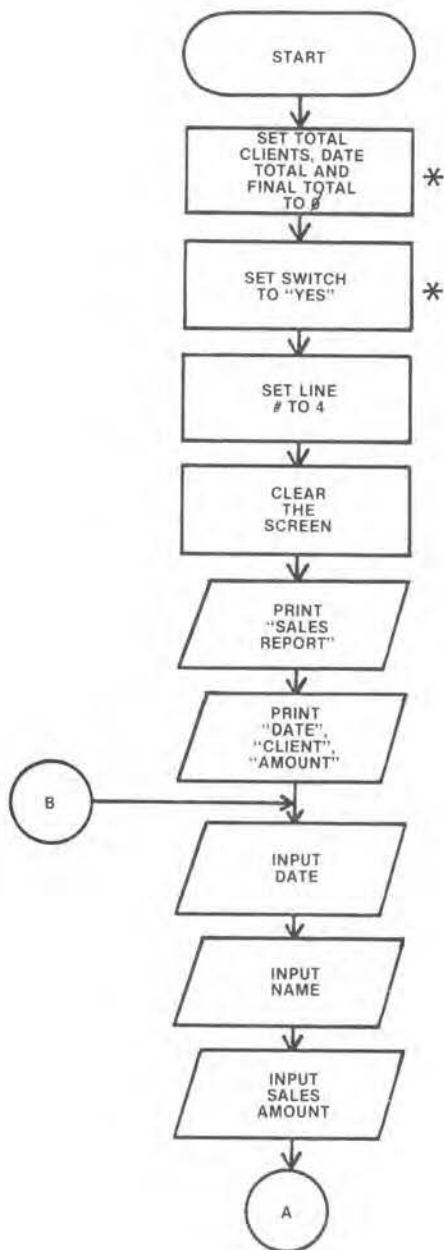 START
SET TOTAL
CLIENTS, DATE
TOTAL AND
FINAL TOTAL
TO 0
*
SET SWITCH
TO “YES”
*
SET LINE
# TO 4
CLEAR
THE
SCREEN
PRINT
“SALES
REPORT”
PRINT
“DATE”,
“CLIENT”,
“AMOUNT”
B
INPUT
DATE
INPUT
NAME
INPUT
SALES
AMOUNT
A